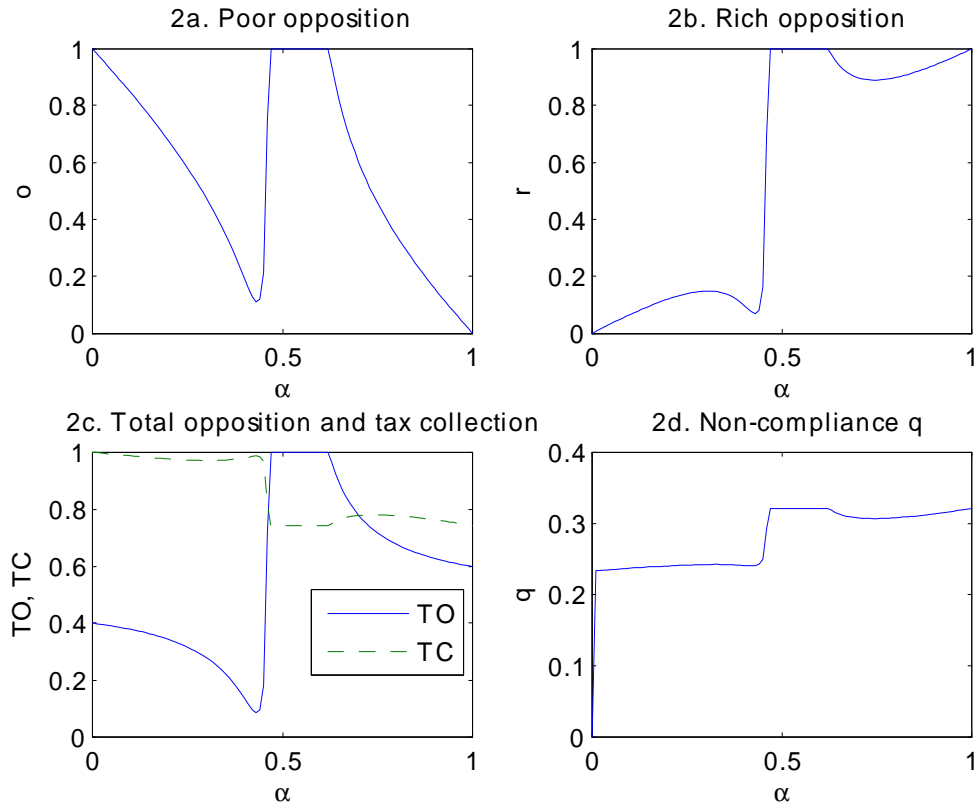 2a. Poor opposition
1
0.8
0.6
0.4
0.2
0
o
0
0.5
1
α
2b. Rich opposition
1
0.8
0.6
0.4
0.2
0
r
0
0.5
1
α
2c. Total opposition and tax collection
1
0.8
0.6
0.4
0.2
0
TO, TC
TO
TC
0
0.5
1
α
2d. Non-compliance q
0.4
0.3
0.2
0.1
0
q
0
0.5
1
α